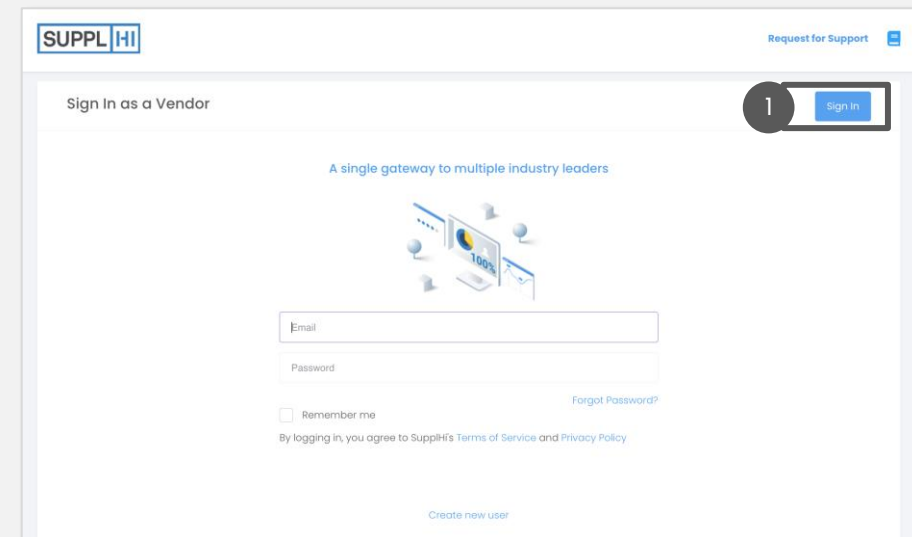 SUPPLHI
Request for Support
Sign In as a Vendor
1
Sign In
A single gateway to multiple industry leaders
100%
Email
Password
Forgot Password?
Remember me
By logging in, you agree to SupplHi's Terms of Service and Privacy Policy
Create new user